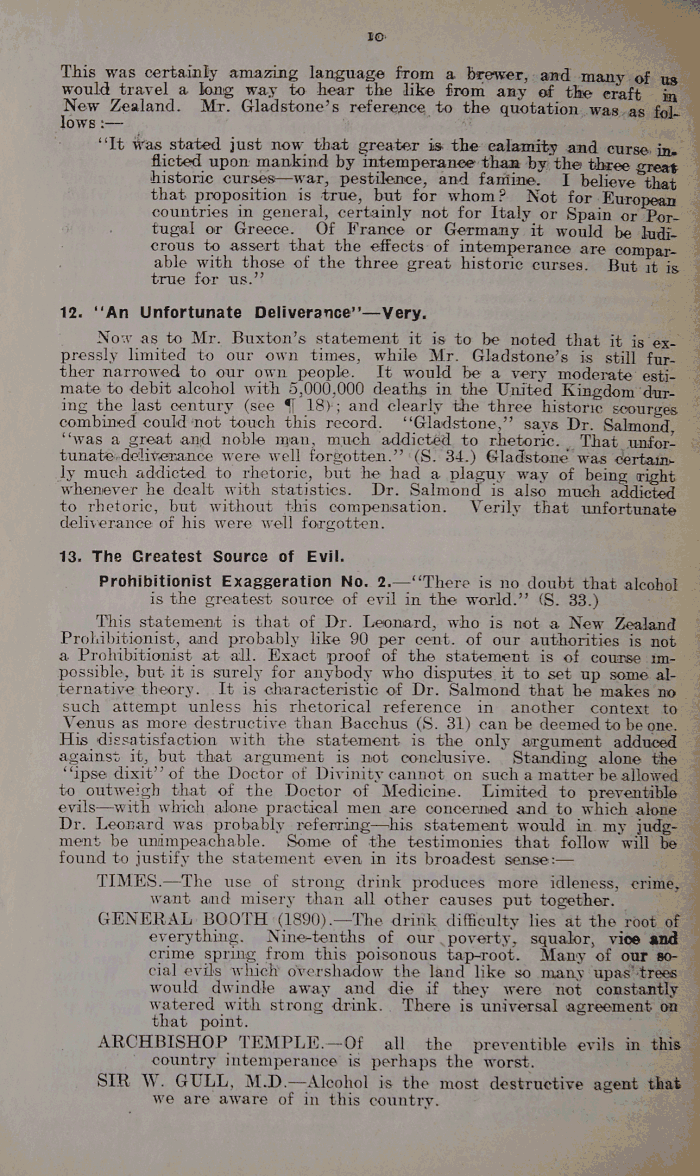 10
This was certainly amazing language from a brewer, and many of us
would travel a long way to hear the like from any of the craft in
New Zealand. Mr. Gladstone's reference to the quotation was as fol-
lows:—
"It was stated just now that greater is the calamity and curse in-
flicted upon mankind by intemperance than by the three great
historic curses—war, pestilence, and famine. I believe that
that proposition is true, but for whom? Not for European
countries in general, certainly not for Italy or Spain or Por-
tugal or Greece. Of France or Germany it would be ludi-
crous to assert that the effects of intemperance are compar-
able with those of the three great historic curses. But it is
true for us."
12. "An Unfortunate Deliverance"—Very.
Now as to Mr. Buxton's statement it is to be noted that it is ex-
pressly limited to our own times, while Mr. Gladstone's is still fur-
ther narrowed to our own people. It would be a very moderate esti-
mate to debit alcohol with 5,000,000 deaths in the United Kingdom dur-
ing the last century (see ¶ 18); and clearly the three historic scourges
combined could not touch this record. "Gladstone," says Dr. Salmond,
"was a great and noble man, much addicted to rhetoric. That unfor-
tunate deliverance were well forgotten." (S. 34.) Gladstone was certain-
ly much addicted to rhetoric, but he had a plaguy way of being right
whenever he dealt with statistics. Dr. Salmond is also much addicted
to rhetoric, but without this compensation. Verily that unfortunate
deliverance of his were well forgotten.
13. The Greatest Source of Evil.
Prohibitionist Exaggeration No. 2.—"There is no doubt that alcohol
is the greatest source of evil in the world." (S. 33.)
This statement is that of Dr. Leonard, who is not a New Zealand
Prohibitionist, and probably like 90 per cent. of our authorities is not
a Prohibitionist at all. Exact proof of the statement is of course im-
possible, but it is surely for anybody who disputes it to set up some al-
ternative theory. It is characteristic of Dr. Salmond that he makes no
such attempt unless his rhetorical reference in another context to
Venus as more destructive than Bacchus (S. 31) can be deemed to be one.
His dissatisfaction with the statement is the only argument adduced
against it, but that argument is not conclusive. Standing alone the
"ipse dixit" of the Doctor of Divinity cannot on such a matter be allowed
to outweigh that of the Doctor of Medicine. Limited to preventible
evils—with which alone practical men are concerned and to which alone
Dr. Leonard was probably referring—his statement would in my judg-
ment be unimpeachable. Some of the testimonies that follow will be
found to justify the statement even in its broadest sense:—
TIMES.—The use of strong drink produces more idleness, crime,
want and misery than all other causes put together.
GENERAL BOOTH (1890).—The drink difficulty lies at the root of
everything. Nine-tenths of our poverty, squalor, vice and
crime spring from this poisonous tap-root. Many of our so-
cial evils which overshadow the land like so many upas trees
would dwindle away and die if they were not constantly
watered with strong drink. There is universal agreement on
that point.
ARCHBISHOP TEMPLE.—Of all the preventible evils in this
country intemperance is perhaps the worst.
SIR W. GULL, M.D.—Alcohol is the most destructive agent that
we are aware of in this country.